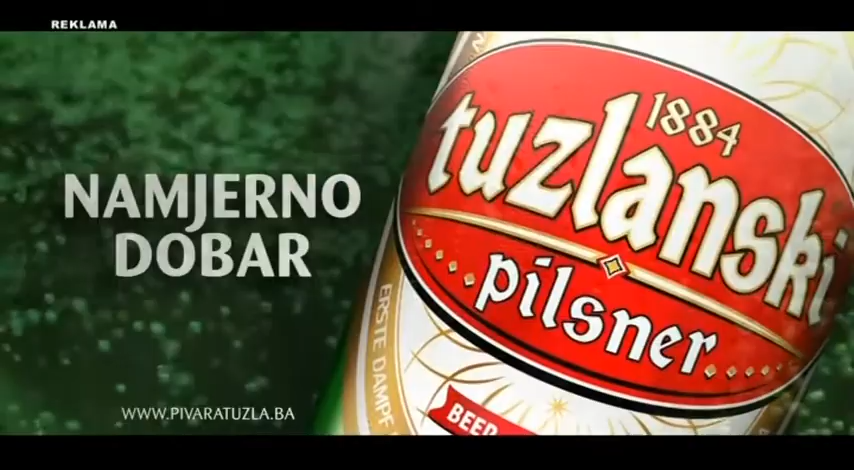 REKLAMA
NAMJERNO
DOBAR
WWW.PIVARATUZLA.BA
1884
tuzlanski
pilsner
ERSTE DAMPF
BEER